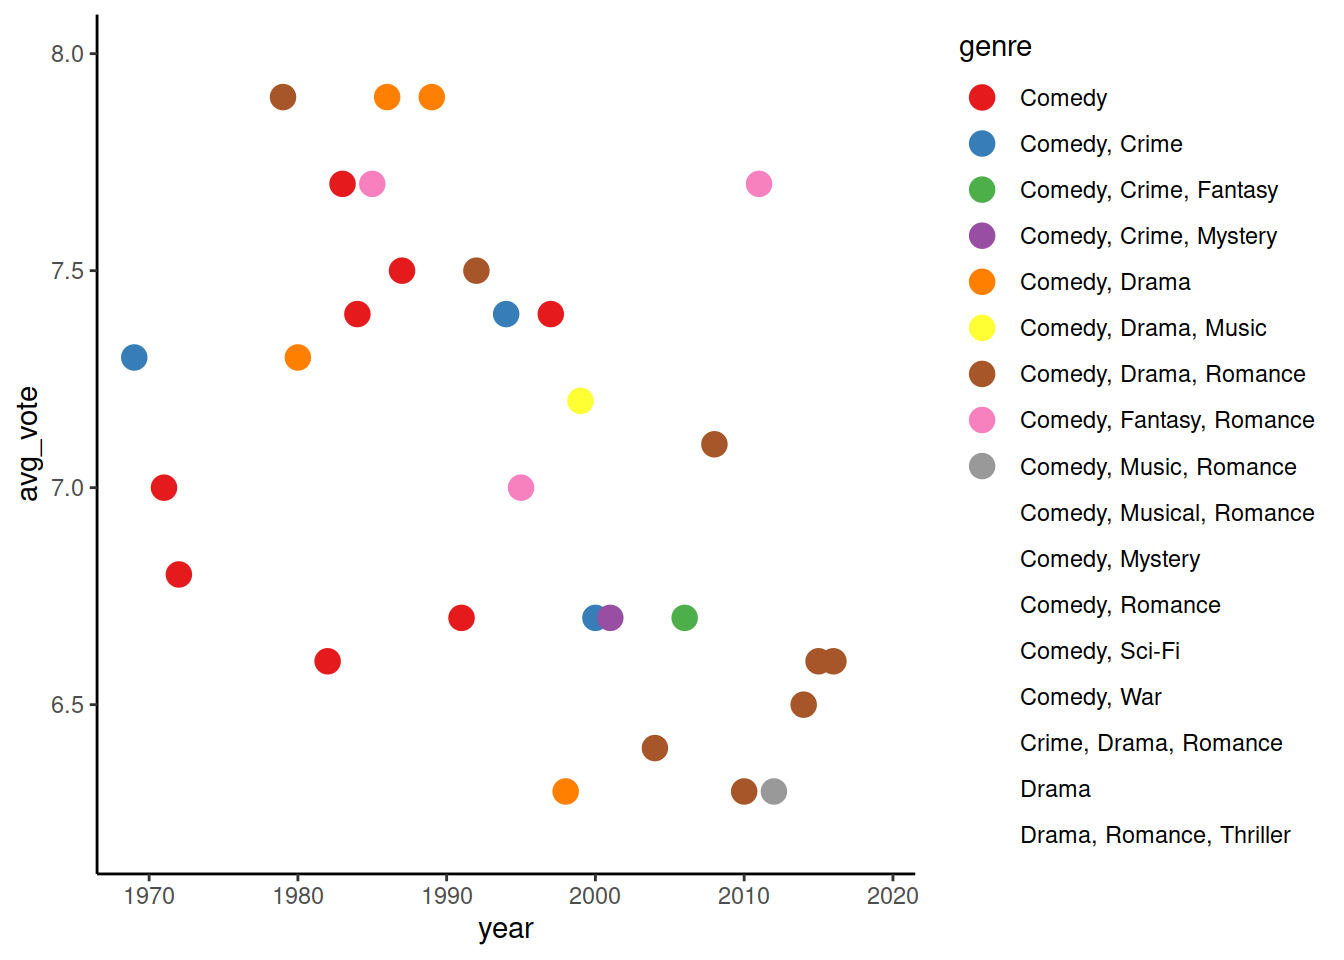 genre
8.0
7.5
7.0
6.5
avg_vote
1970 1980 1990 2000 2010 2020
year
Comedy
Comedy, Crime
Comedy, Crime, Fantasy
Comedy, Crime, Mystery
Comedy, Drama
Comedy, Drama, Music
Comedy, Drama, Romance
Comedy, Fantasy, Romance
Comedy, Music, Romance
Comedy, Musical, Romance
Comedy, Mystery
Comedy, Romance
Comedy, Sci-Fi
Comedy, War
Crime, Drama, Romance
Drama
Drama, Romance, Thriller